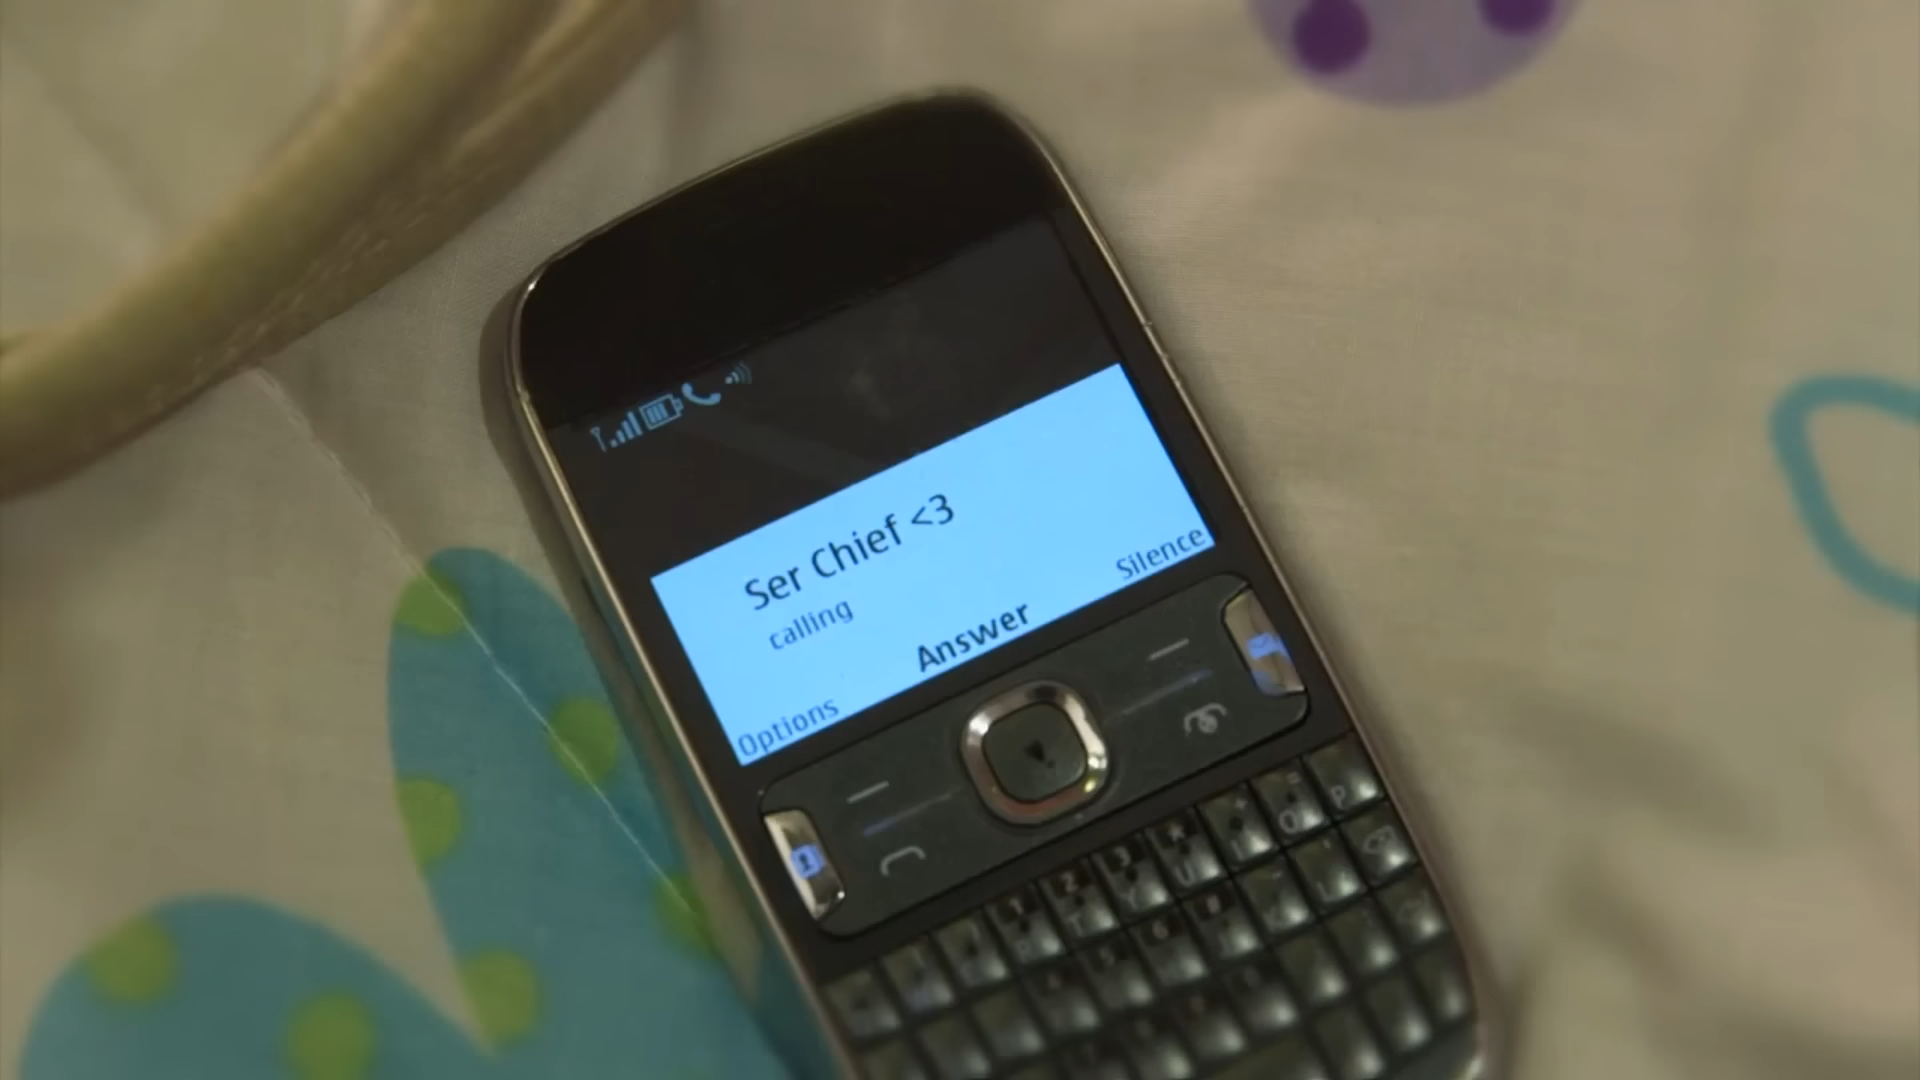 Ser Chief <3
calling
Silence
Answer
Options